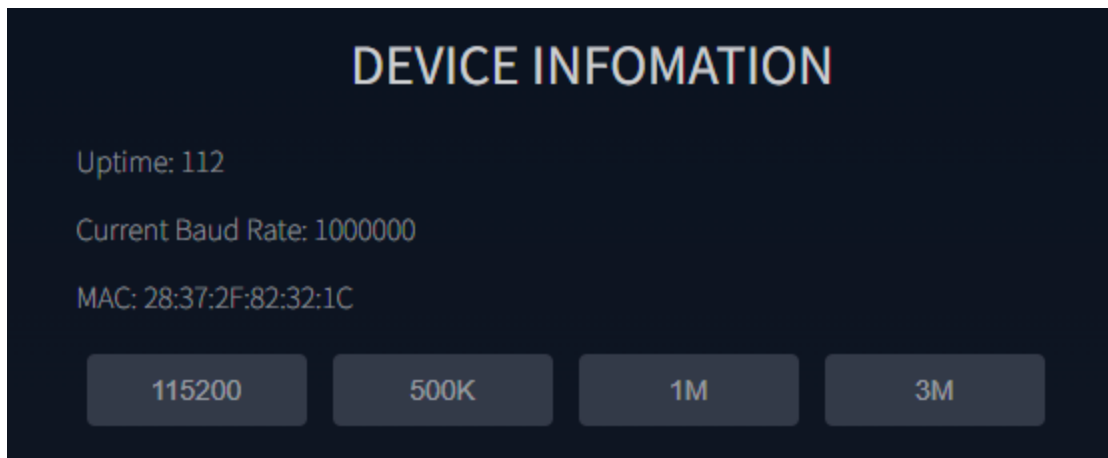 DEVICE INFOMATION
Uptime: 112
Current Baud Rate: 1000000
MAC: 28:37:2F:82:32:1C
115200 500K 1M 3M